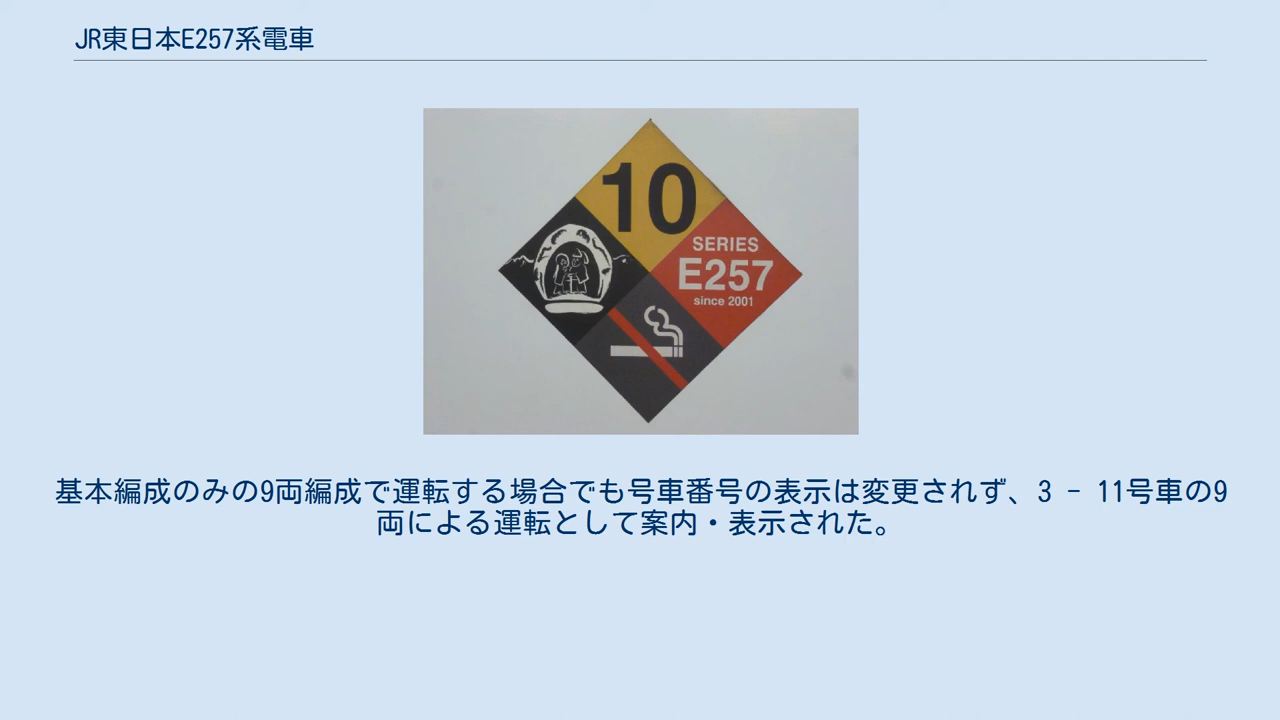 JR東日本E257系電車
10
SERIES
E257
since 2001
基本編成のみの9両編成で運転する場合でも号車番号の表示は変更されず、3 - 11号車の9
両による運転として案内・表示された。